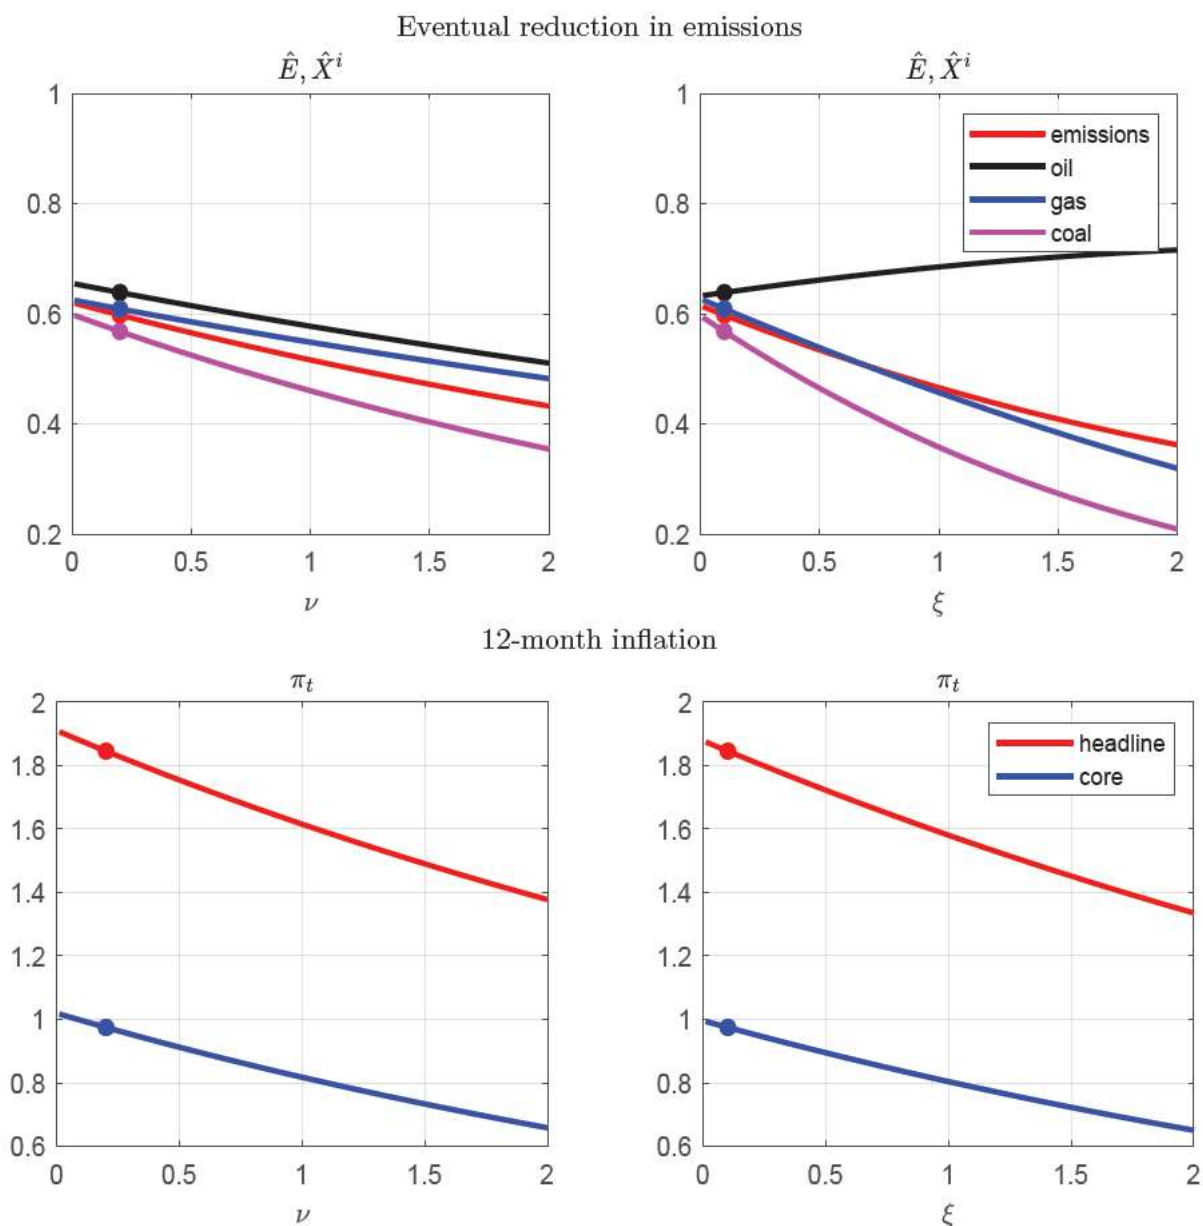 Eventual reduction in emissions
Ê, X̂ⁱ
Ê, X̂ⁱ
1
0.8
0.6
0.4
0.2
0 0.5 1 1.5 2
ν
1
0.8
0.6
0.4
0.2
0 0.5 1 1.5 2
ξ
emissions
oil
gas
coal
12-month inflation
πₜ
πₜ
2
1.8
1.6
1.4
1.2
1
0.8
0.6
0 0.5 1 1.5 2
ν
2
1.8
1.6
1.4
1.2
1
0.8
0.6
0 0.5 1 1.5 2
ξ
headline
core